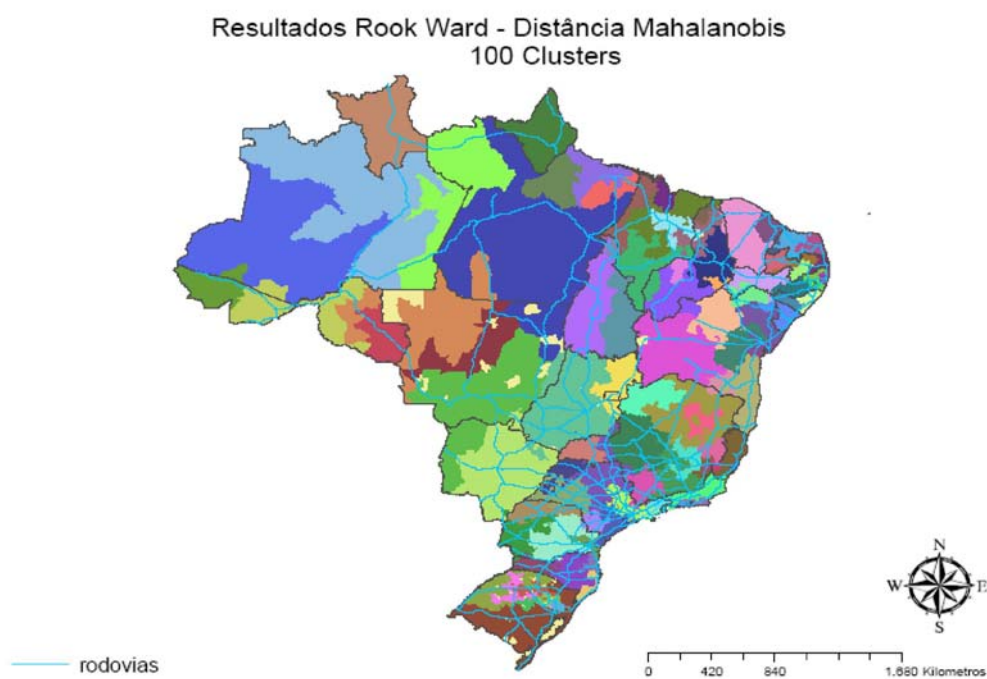 Resultados Rook Ward - Distância Mahalanobis
100 Clusters
N
W E
S
rodovias
0 420 840 1.680 Kilometros